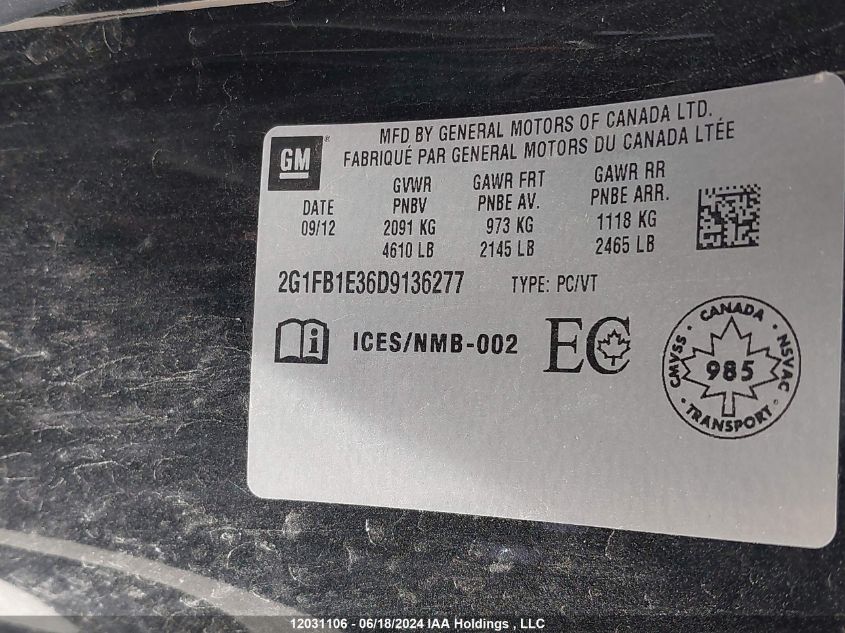 MFD BY GENERAL MOTORS OF CANADA LTD.
FABRIQUÉ PAR GENERAL MOTORS DU CANADA LTÉE
GM®
DATE
09/12
GVWR
PNBV
2091 KG
4610 LB
GAWR FRT
PNBE AV.
973 KG
2145 LB
GAWR RR
PNBE ARR.
1118 KG
2465 LB
2G1FB1E36D9136277 TYPE: PC/VT
i ICES/NMB-002 EC
CANADA
CMVSS 985 NSVAC
TRANSPORT
12031106 - 06/18/2024 IAA Holdings , LLC